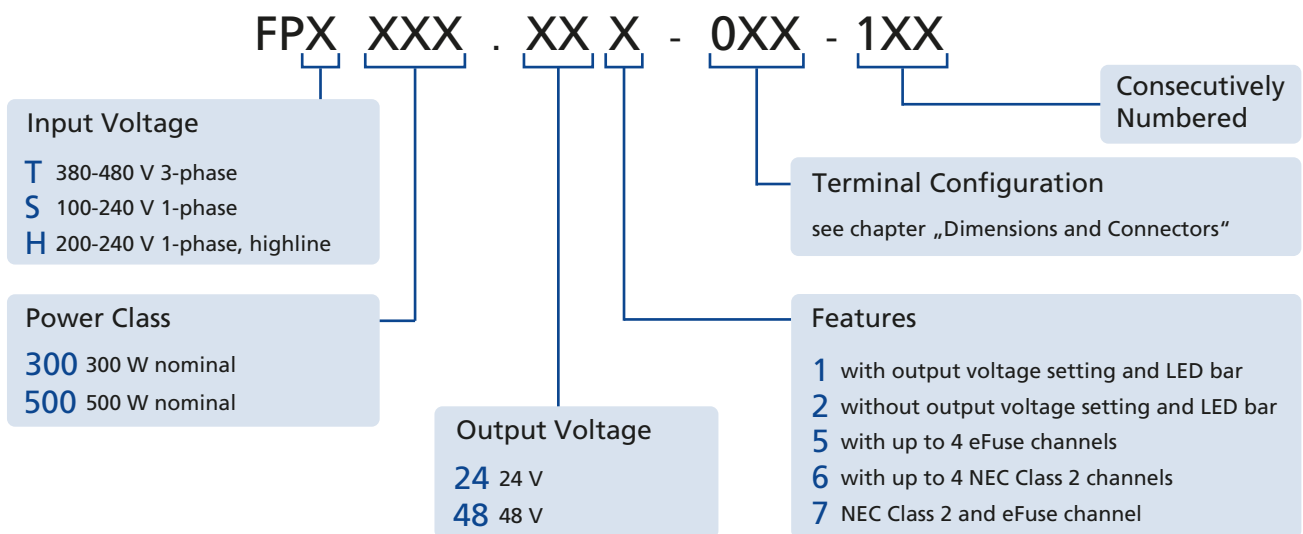 FPX XXX . XX X - 0XX - 1XX
Consecutively
Numbered
Input Voltage
T 380-480 V 3-phase
S 100-240 V 1-phase
H 200-240 V 1-phase, highline
Terminal Configuration
see chapter „Dimensions and Connectors“
Power Class
300 300 W nominal
500 500 W nominal
Output Voltage
24 24 V
48 48 V
Features
1 with output voltage setting and LED bar
2 without output voltage setting and LED bar
5 with up to 4 eFuse channels
6 with up to 4 NEC Class 2 channels
7 NEC Class 2 and eFuse channel